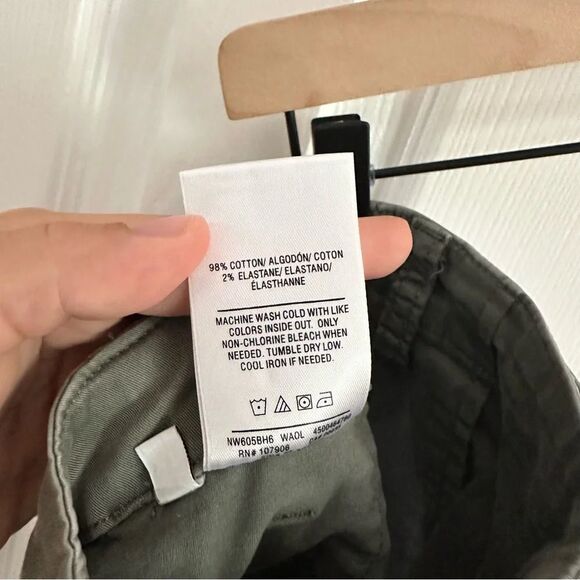 98% COTTON/ ALGODÓN/ COTON
2% ELASTANE/ ELASTANO/
ÉLASTHANNE
MACHINE WASH COLD WITH LIKE
COLORS INSIDE OUT. ONLY
NON-CHLORINE BLEACH WHEN
NEEDED. TUMBLE DRY LOW.
COOL IRON IF NEEDED.
NW605BH6 WAOL
RN# 107906